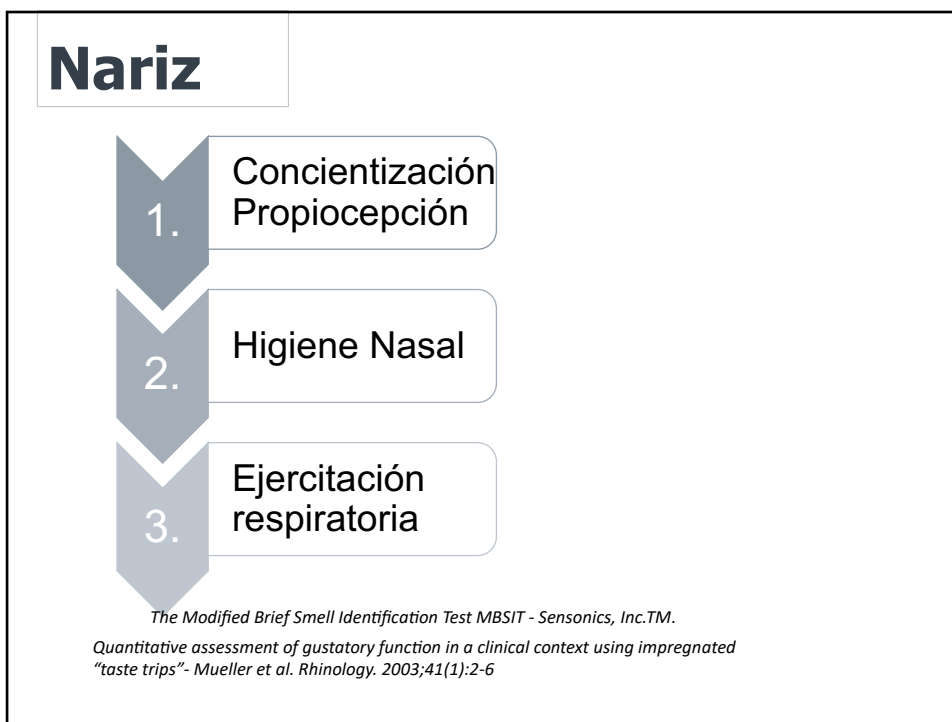 Nariz
1.
Concientización
Propiocepción
2.
Higiene Nasal
3.
Ejercitación
respiratoria
The Modified Brief Smell Identification Test MBSIT - Sensonics, Inc.TM.
Quantitative assessment of gustatory function in a clinical context using impregnated
“taste trips”- Mueller et al. Rhinology. 2003;41(1):2-6